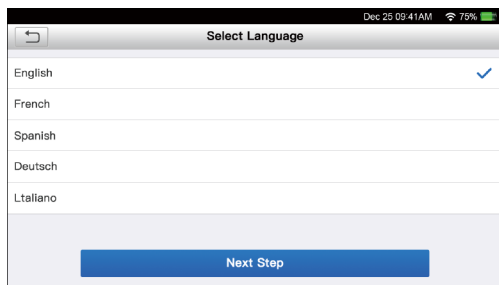 Dec 25 09:41AM 75%
Select Language
English
French
Spanish
Deutsch
Ltaliano
Next Step